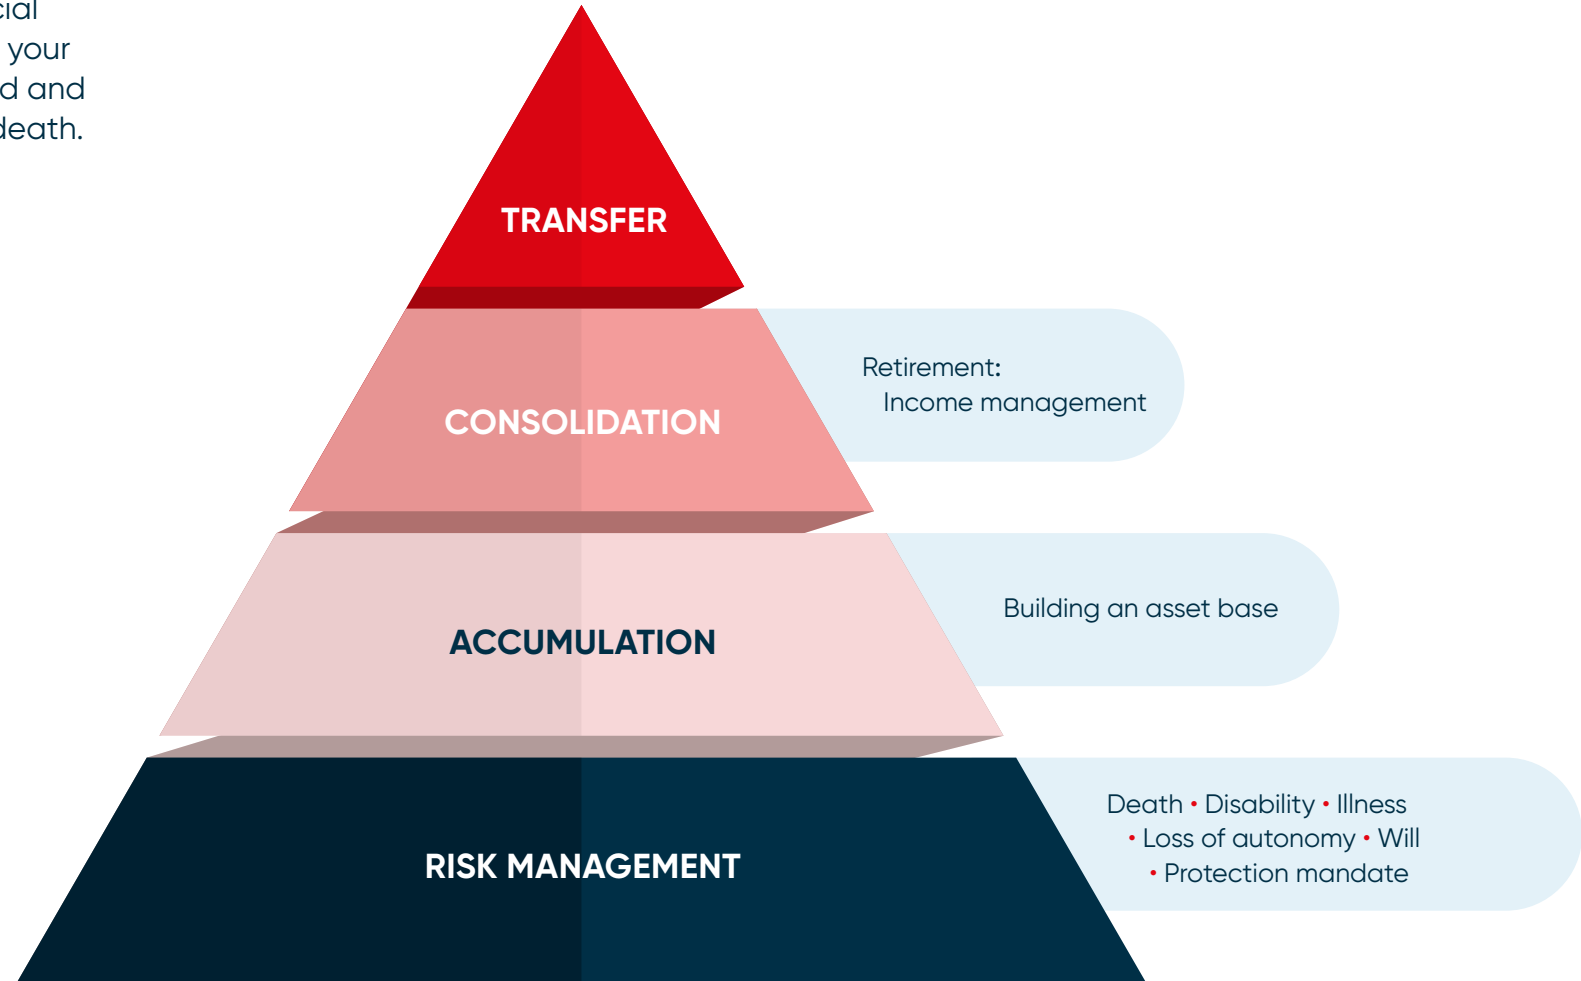 your
and
death.
TRANSFER
CONSOLIDATION
Retirement:
Income management
ACCUMULATION
Building an asset base
RISK MANAGEMENT
Death • Disability • Illness
• Loss of autonomy • Will
• Protection mandate